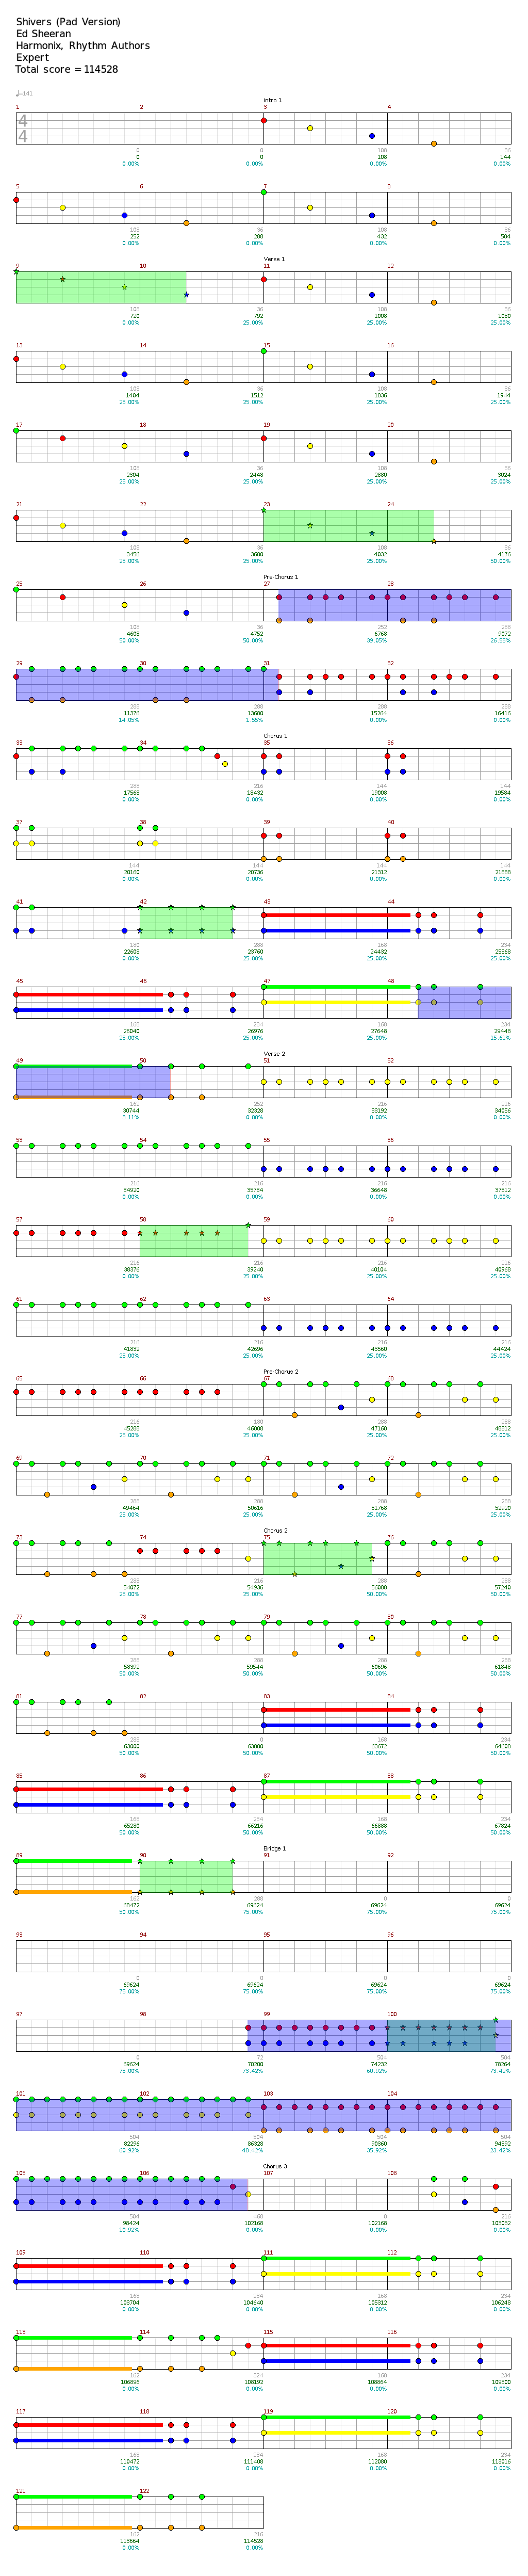 Shivers (Pad Version)
Ed Sheeran
Harmonix, Rhythm Authors
Expert
Total score = 114528
♩=141
Intro 1
1 2 3 4
4
4
0 0 108 36
0 0 108 144
0.00% 0.00% 0.00% 0.00%
5 6 7 8
108 36 108 36
252 288 432 504
0.00% 0.00% 0.00% 0.00%
Verse 1
9 10 11 12
108 36 108 36
720 792 1008 1080
0.00% 25.00% 25.00% 25.00%
13 14 15 16
108 36 108 36
1404 1512 1836 1944
25.00% 25.00% 25.00% 25.00%
17 18 19 20
108 36 108 36
2304 2448 2880 3024
25.00% 25.00% 25.00% 25.00%
21 22 23 24
108 36 108 36
3456 3600 4032 4176
25.00% 25.00% 25.00% 50.00%
Pre-Chorus 1
25 26 27 28
108 36 252 288
4608 4752 6768 9072
50.00% 50.00% 39.05% 26.55%
29 30 31 32
288 288 288 288
11376 13680 15264 16416
14.05% 1.55% 0.00% 0.00%
Chorus 1
33 34 35 36
288 216 144 144
17568 18432 19008 19584
0.00% 0.00% 0.00% 0.00%
37 38 39 40
144 144 144 144
20160 20736 21312 21888
0.00% 0.00% 0.00% 0.00%
41 42 43 44
180 288 168 234
22608 23760 24432 25368
0.00% 25.00% 25.00% 25.00%
45 46 47 48
168 234 168 234
26040 26976 27648 29448
25.00% 25.00% 25.00% 15.61%
Verse 2
49 50 51 52
162 252 216 216
30744 32328 33192 34056
3.11% 0.00% 0.00% 0.00%
53 54 55 56
216 216 216 216
34920 35784 36648 37512
0.00% 0.00% 0.00% 0.00%
57 58 59 60
216 216 216 216
38376 39240 40104 40968
0.00% 25.00% 25.00% 25.00%
61 62 63 64
216 216 216 216
41832 42696 43560 44424
25.00% 25.00% 25.00% 25.00%
Pre-Chorus 2
65 66 67 68
216 180 288 288
45288 46008 47160 48312
25.00% 25.00% 25.00% 25.00%
69 70 71 72
288 288 288 288
49464 50616 51768 52920
25.00% 25.00% 25.00% 25.00%
Chorus 2
73 74 75 76
288 216 288 288
54072 54936 56088 57240
25.00% 25.00% 50.00% 50.00%
77 78 79 80
288 288 288 288
58392 59544 60696 61848
50.00% 50.00% 50.00% 50.00%
81 82 83 84
288 0 168 234
63000 63000 63672 64608
50.00% 50.00% 50.00% 50.00%
85 86 87 88
168 234 168 234
65280 66216 66888 67824
50.00% 50.00% 50.00% 50.00%
Bridge 1
89 90 91 92
162 288 0 0
68472 69624 69624 69624
50.00% 75.00% 75.00% 75.00%
93 94 95 96
0 0 0 0
69624 69624 69624 69624
75.00% 75.00% 75.00% 75.00%
97 98 99 100
0 72 504 504
69624 70200 74232 78264
75.00% 73.42% 60.92% 73.42%
101 102 103 104
504 504 504 504
82296 86328 90360 94392
60.92% 48.42% 35.92% 23.42%
Chorus 3
105 106 107 108
504 468 0 216
98424 102168 102168 103032
10.92% 0.00% 0.00% 0.00%
109 110 111 112
168 234 168 234
103704 104640 105312 106248
0.00% 0.00% 0.00% 0.00%
113 114 115 116
162 324 168 234
106896 108192 108864 109800
0.00% 0.00% 0.00% 0.00%
117 118 119 120
168 234 168 234
110472 111408 112080 113016
0.00% 0.00% 0.00% 0.00%
121 122
162 216
113664 114528
0.00% 0.00%